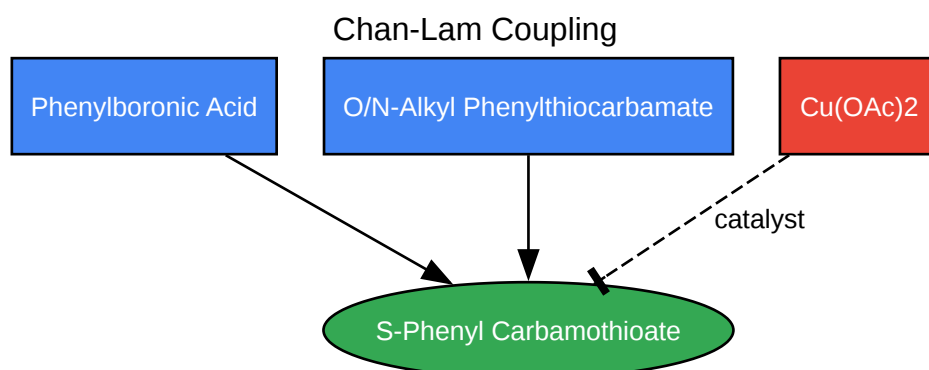 Chan-Lam Coupling
Phenylboronic Acid
O/N-Alkyl Phenylthiocarbamate
Cu(OAc)2
catalyst
S-Phenyl Carbamothioate